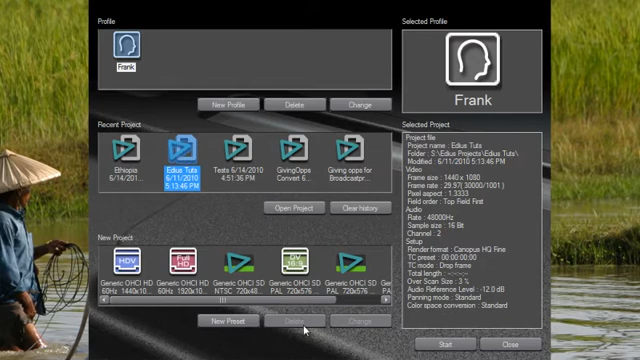 Profile
Frank
New Profile
Delete
Change
Selected Profile
Frank
Recent Project
Ethiopia
6/14/201...
Edius Tuts
6/11/2010
5:13:46 PM
Teats 6/14/2010
4:51:36 PM
GivingOpps
Convert 6...
Giving opps for
Broadcastpr...
Open Project
Clear history
Selected Project
Project file
Project name : Edius Tuts
Folder : S:\Edius Projects\Edius Tuts\
Modified : 6/11/2010 5:13:46 PM
Video
Frame size : 1440 x 1080
Frame rate : 29.97( 30000/1001 )
Pixel aspect : 1.3333
Field order : Top Field First
Audio
Rate : 48000Hz
Sample size : 16 Bit
Channel : 2
Setup
Render format : Canopus HQ Fine
TC preset : 00:00:00:00
TC mode : Drop frame
Total length : --:--:--:--
Over Scan Size : 3 %
Audio Reference Level : -12.0 dB
Panning mode : Standard
Color space conversion : Standard
New Project
HDV
Full HD
DV 16:9
Generic OHCI HD
60Hz 1440x10...
Generic OHCI HD
60Hz 1920x10...
Generic OHCI SD
NTSC 720x48...
Generic OHCI SD
PAL 720x576 ...
Generic OHCI SD
PAL 720x576 ...
New Preset
Delete
Change
Start
Close